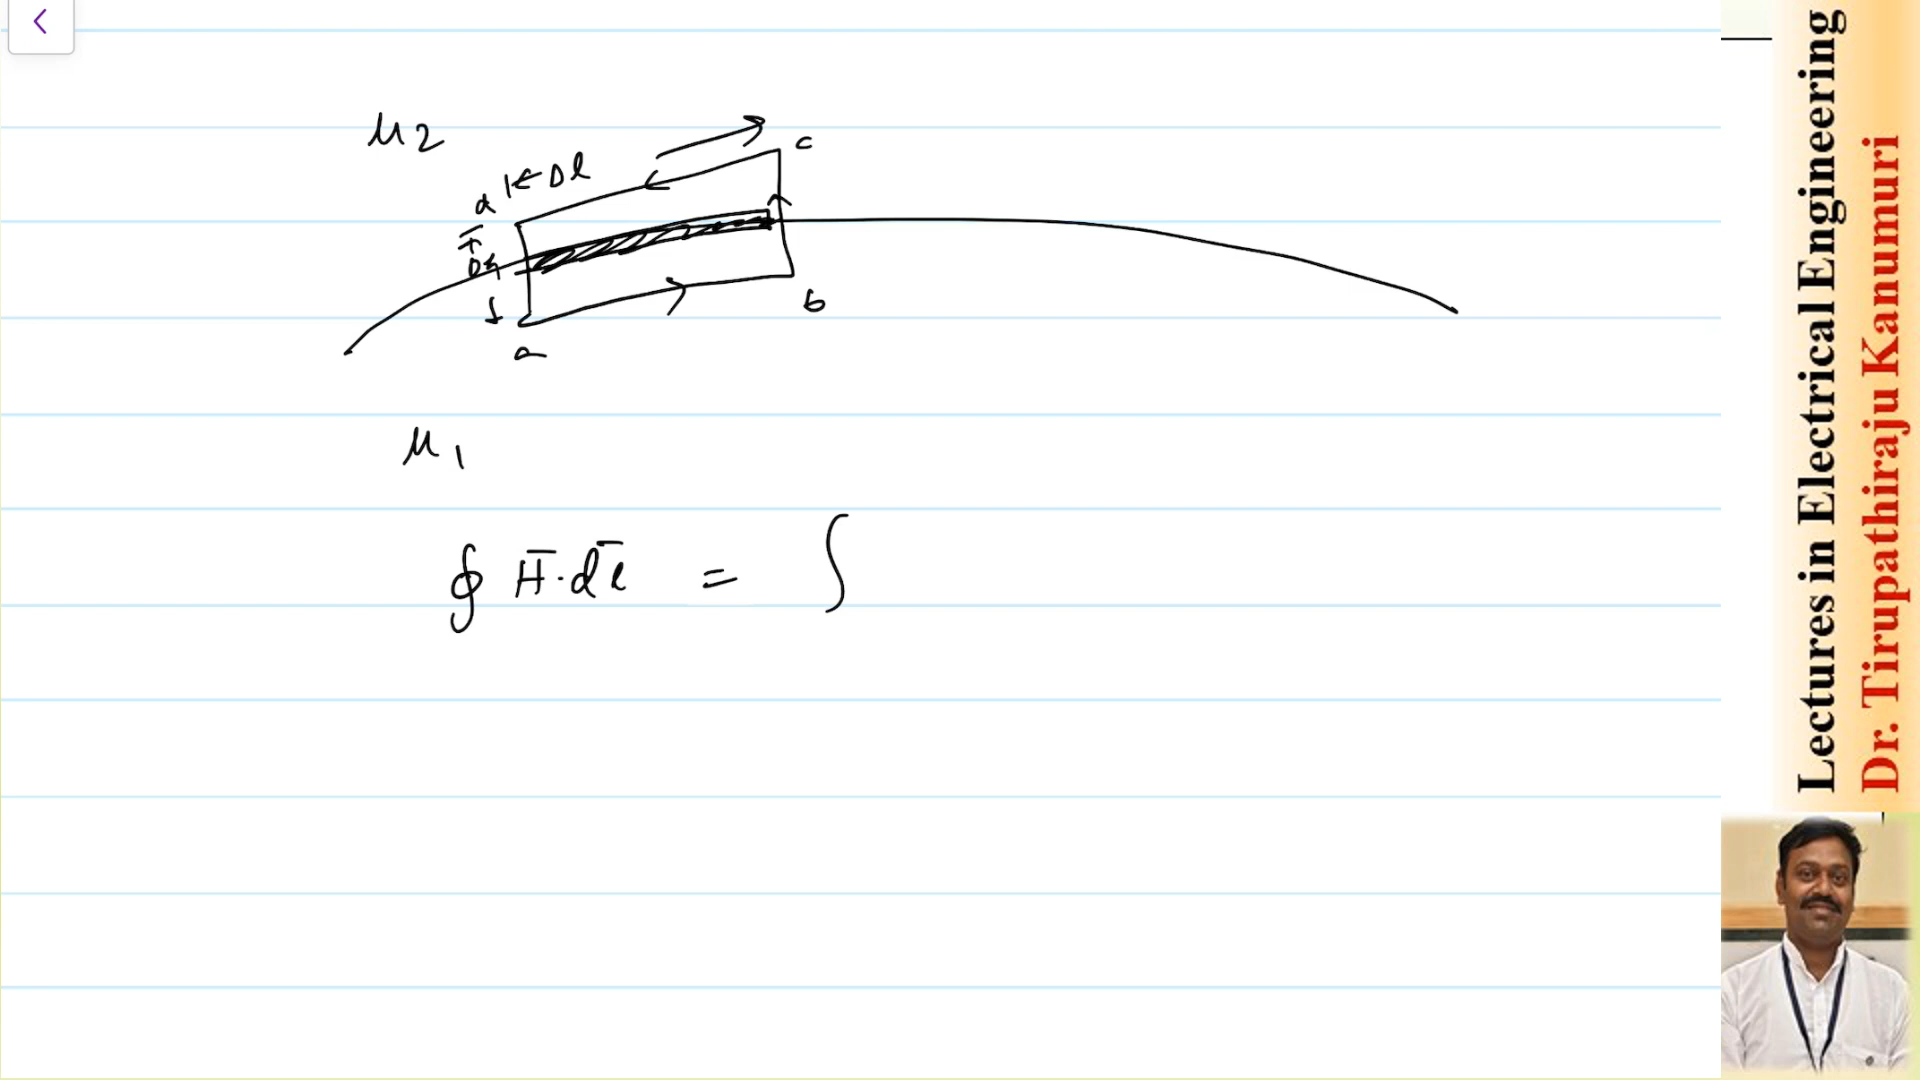 μ2
c
|← Δl
d
Δh
b
a
μ1
∮ H̄·dl̄ = ∫
Lectures in Electrical Engineering
Dr. Tirupathiraju Kanumuri